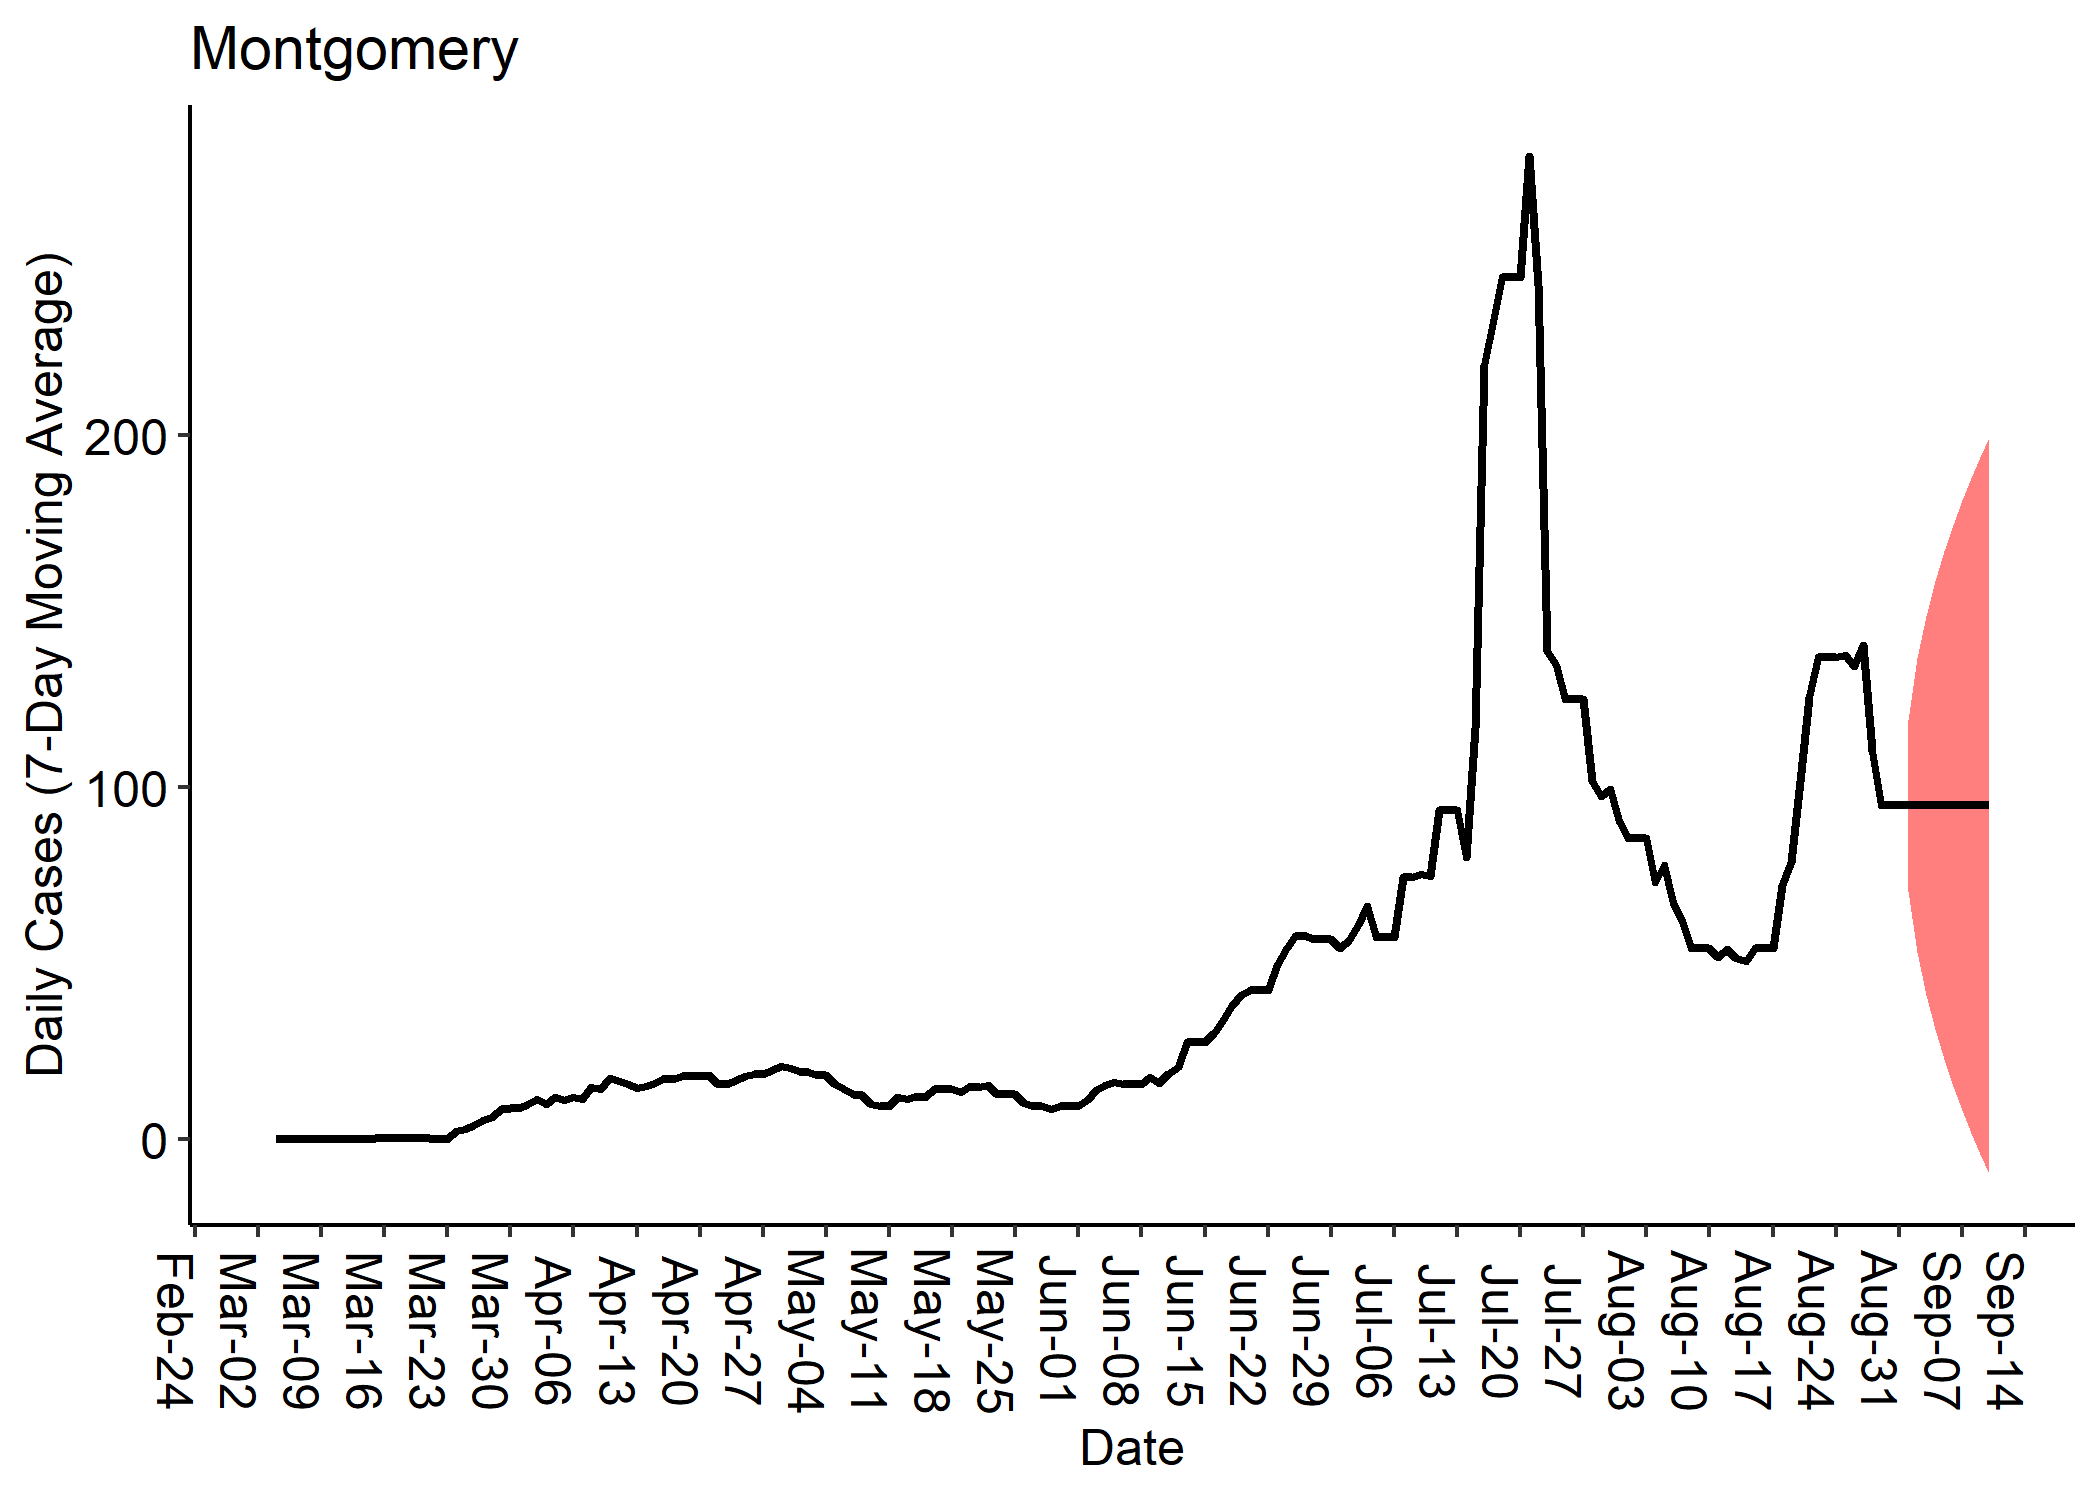 Montgomery
Daily Cases (7-Day Moving Average)
200
100
0
Feb-24
Mar-02
Mar-09
Mar-16
Mar-23
Mar-30
Apr-06
Apr-13
Apr-20
Apr-27
May-04
May-11
May-18
May-25
Jun-01
Jun-08
Jun-15
Jun-22
Jun-29
Jul-06
Jul-13
Jul-20
Jul-27
Aug-03
Aug-10
Aug-17
Aug-24
Aug-31
Sep-07
Sep-14
Date